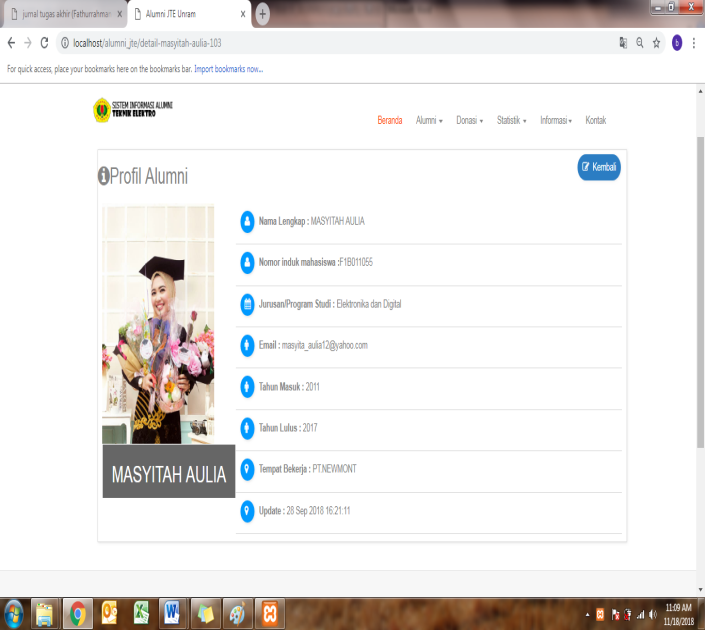 jurnal tugas akhir (Fathurrahman
Alumni JTE Unram
localhost/alumni_jte/detail-masyitah-aulia-103
b
For quick access, place your bookmarks here on the bookmarks bar. Import bookmarks now...
SISTEM INFORMASI ALUMNI
TEKNIK ELEKTRO
Beranda Alumni Donasi Statistik Informasi Kontak
Profil Alumni
Kembali
Nama Lengkap : MASYITAH AULIA
Nomor induk mahasiswa :F1B011055
Jurusan/Program Studi : Elektronika dan Digital
Email : masyita_aulia12@yahoo.com
Tahun Masuk : 2011
Tahun Lulus : 2017
Tempat Bekerja : PT.NEWMONT
Update : 28 Sep 2018 16:21:11
MASYITAH AULIA
11:09 AM
11/18/2018